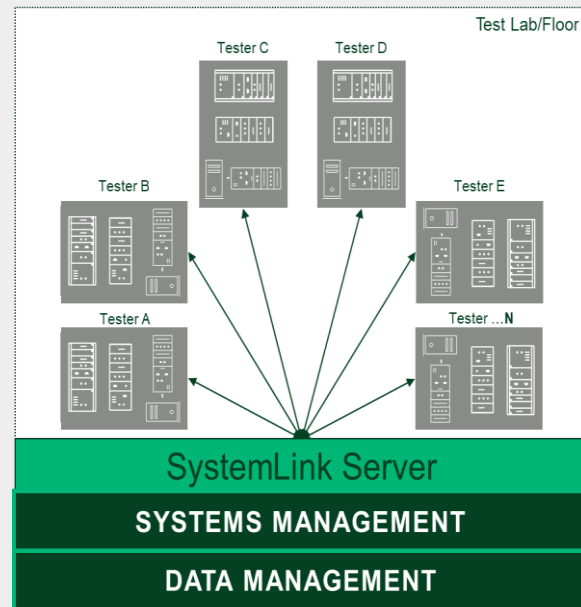 Test Lab/Floor
Tester C
Tester D
Tester B
Tester E
Tester A
Tester ...N
SystemLink Server
SYSTEMS MANAGEMENT
DATA MANAGEMENT